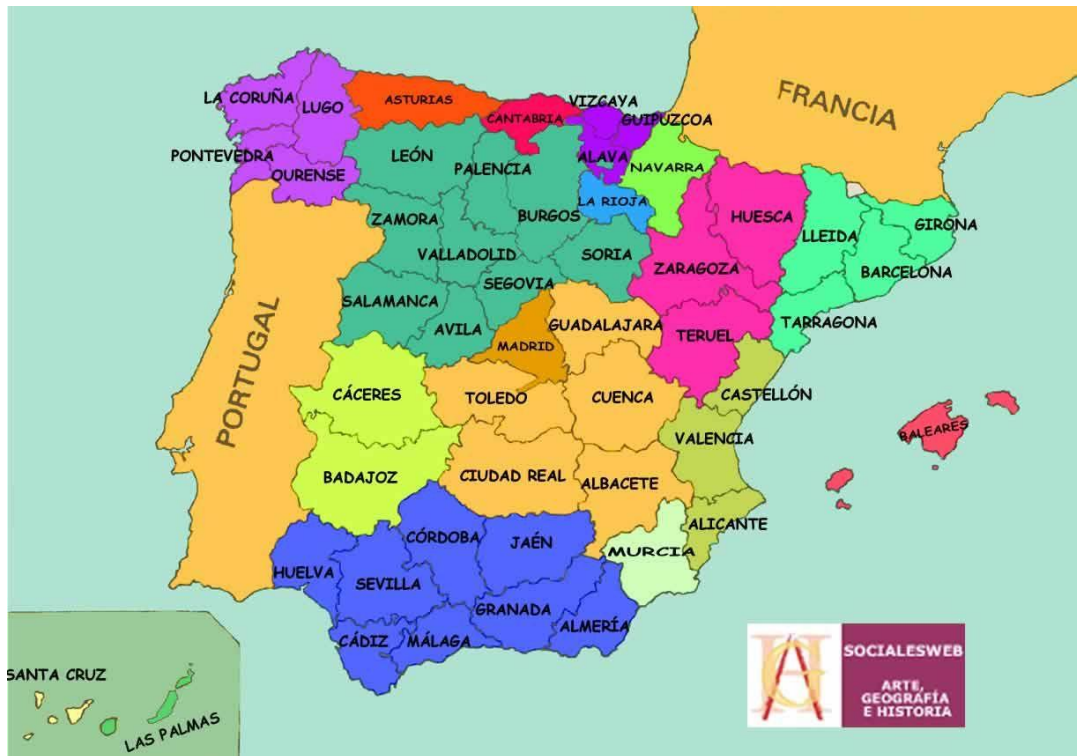 FRANCIA
PORTUGAL
LA CORUÑA
LUGO
PONTEVEDRA
OURENSE
ASTURIAS
CANTABRIA
VIZCAYA
GUIPUZCOA
ALAVA
NAVARRA
LA RIOJA
LEÓN
PALENCIA
BURGOS
ZAMORA
VALLADOLID
SORIA
SEGOVIA
SALAMANCA
AVILA
HUESCA
ZARAGOZA
TERUEL
LLEIDA
GIRONA
BARCELONA
TARRAGONA
MADRID
GUADALAJARA
TOLEDO
CUENCA
CIUDAD REAL
ALBACETE
CÁCERES
BADAJOZ
CASTELLÓN
VALENCIA
ALICANTE
BALEARES
MURCIA
HUELVA
SEVILLA
CÓRDOBA
JAÉN
CÁDIZ
MÁLAGA
GRANADA
ALMERÍA
SANTA CRUZ
LAS PALMAS
SOCIALESWEB
ARTE,
GEOGRAFÍA
E HISTORIA